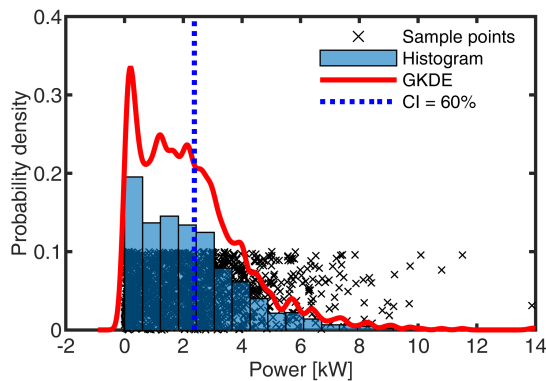 0.4
0.3
0.2
0.1
0
Probability density
Sample points
Histogram
GKDE
CI = 60%
-2 0 2 4 6 8 10 12 14
Power [kW]